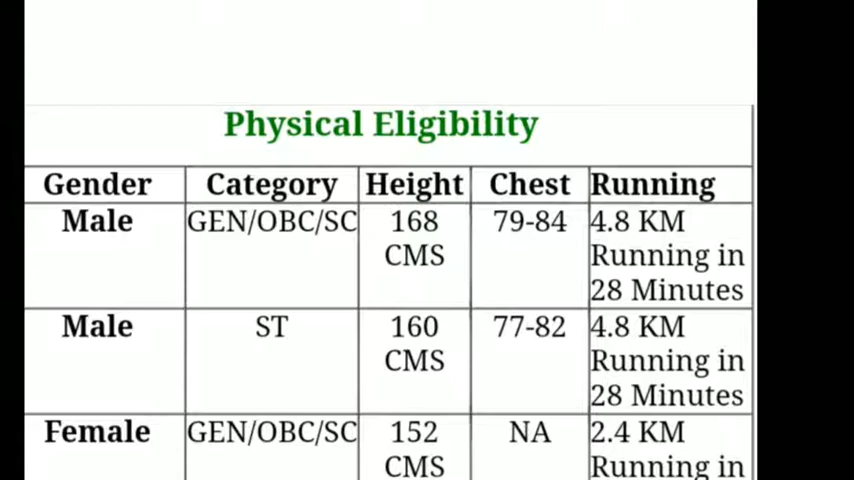 Physical Eligibility
Gender Category Height Chest Running
Male GEN/OBC/SC 168 CMS 79-84 4.8 KM Running in 28 Minutes
Male ST 160 CMS 77-82 4.8 KM Running in 28 Minutes
Female GEN/OBC/SC 152 CMS NA 2.4 KM Running in